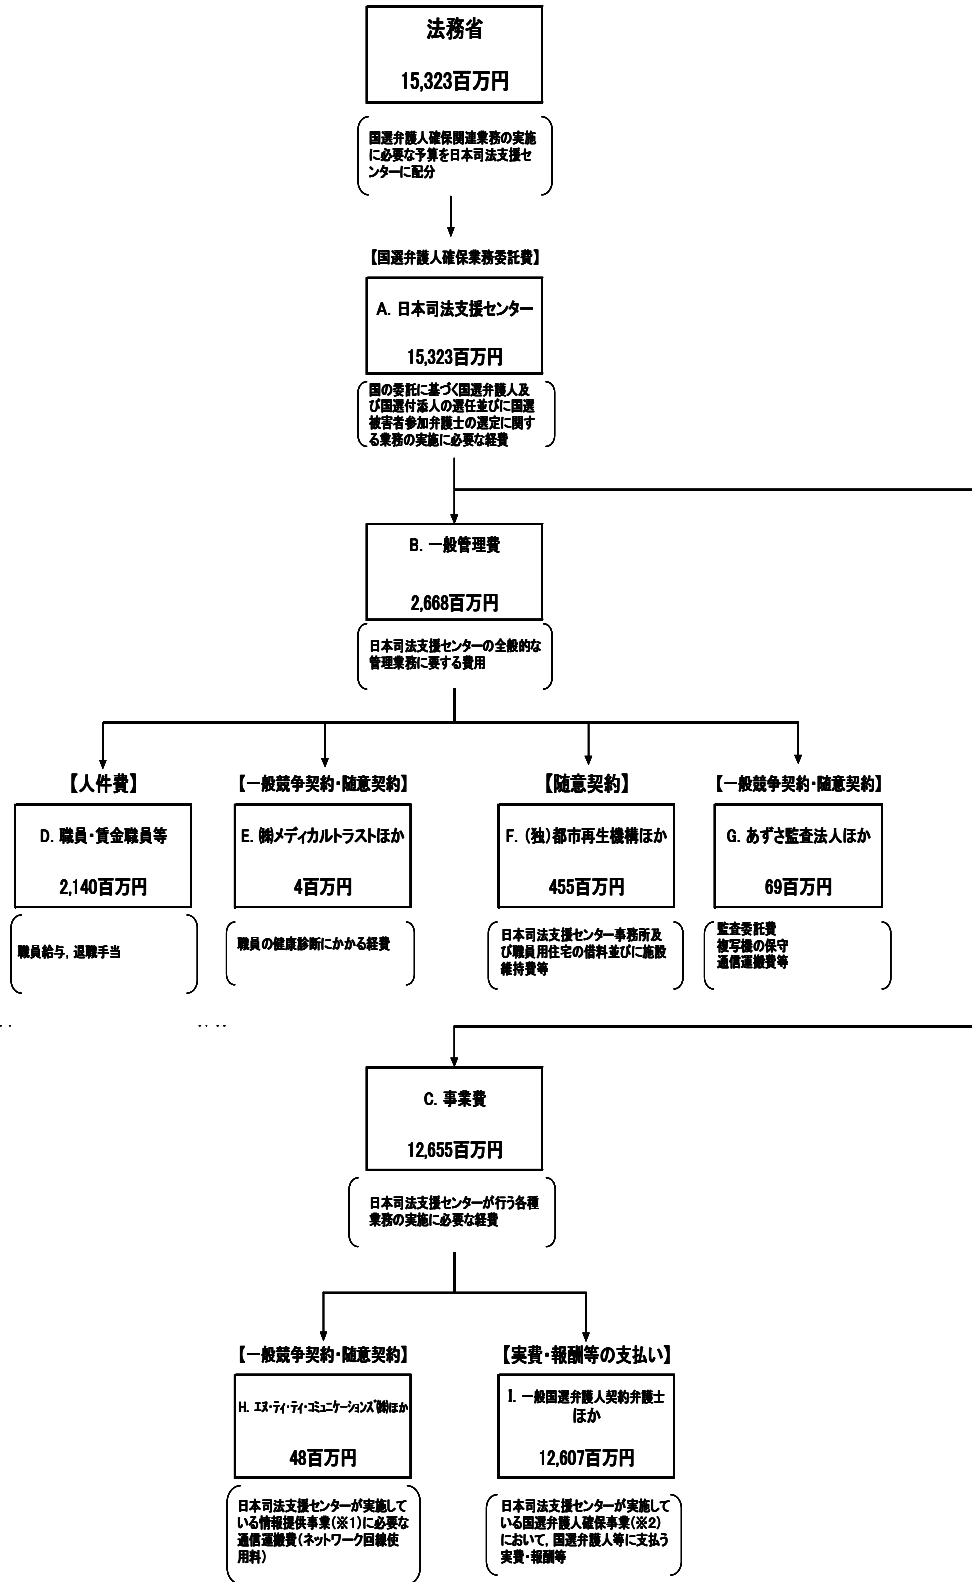 法務省
15,323百万円
国選弁護人確保関連業務の実施
に必要な予算を日本司法支援セ
ンターに配分
【国選弁護人確保業務委託費】
A. 日本司法支援センター
15,323百万円
国の委託に基づく国選弁護人及
び国選付添人の選任並びに国選
被害者参加弁護士の選定に関す
る業務の実施に必要な経費
B. 一般管理費
2,668百万円
日本司法支援センターの全般的な
管理業務に要する費用
【人件費】
D. 職員・賃金職員等
2,140百万円
職員給与，退職手当
【一般競争契約・随意契約】
E. ㈱メディカルトラストほか
4百万円
職員の健康診断にかかる経費
【随意契約】
F. （独）都市再生機構ほか
455百万円
日本司法支援センター事務所及
び職員用住宅の借料並びに施設
維持費等
【一般競争契約・随意契約】
G. あずさ監査法人ほか
69百万円
監査委託費
複写機の保守
通信運搬費等
C. 事業費
12,655百万円
日本司法支援センターが行う各種
業務の実施に必要な経費
【一般競争契約・随意契約】
H. ｴﾇ･ﾃｨ･ﾃｨ･ｺﾐｭﾆｹｰｼｮﾝｽﾞ㈱ほか
48百万円
日本司法支援センターが実施して
いる情報提供事業（※1）に必要な
通信運搬費（ネットワーク回線使
用料）
【実費・報酬等の支払い】
I. 一般国選弁護人契約弁護士
ほか
12,607百万円
日本司法支援センターが実施して
いる国選弁護人確保事業（※2）
において，国選弁護人等に支払う
実費・報酬等